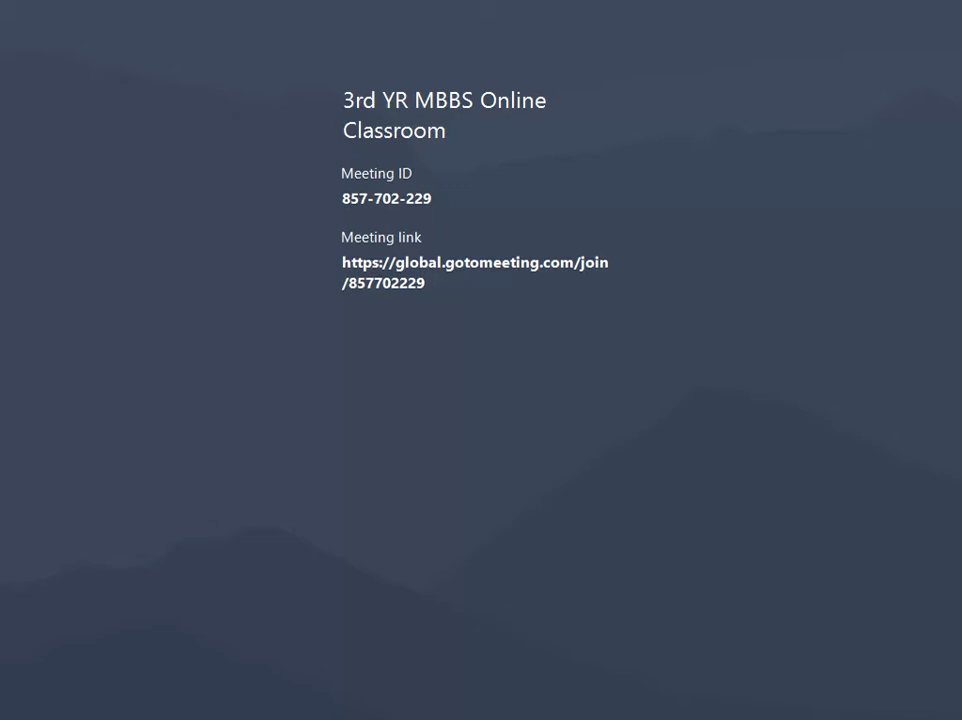 3rd YR MBBS Online
Classroom
Meeting ID
857-702-229
Meeting link
https://global.gotomeeting.com/join
/857702229